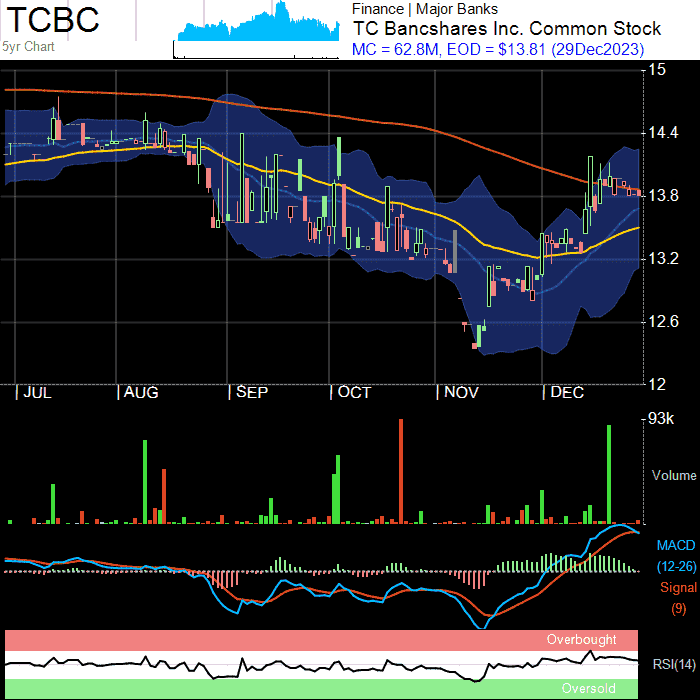 TCBC
5yr Chart
Finance | Major Banks
TC Bancshares Inc. Common Stock
MC = 62.8M, EOD = $13.81 (29Dec2023)
15
14.4
13.8
13.2
12.6
12
JUL AUG SEP OCT NOV DEC
93k
Volume
MACD
(12-26)
Signal
(9)
Overbought
RSI(14)
Oversold